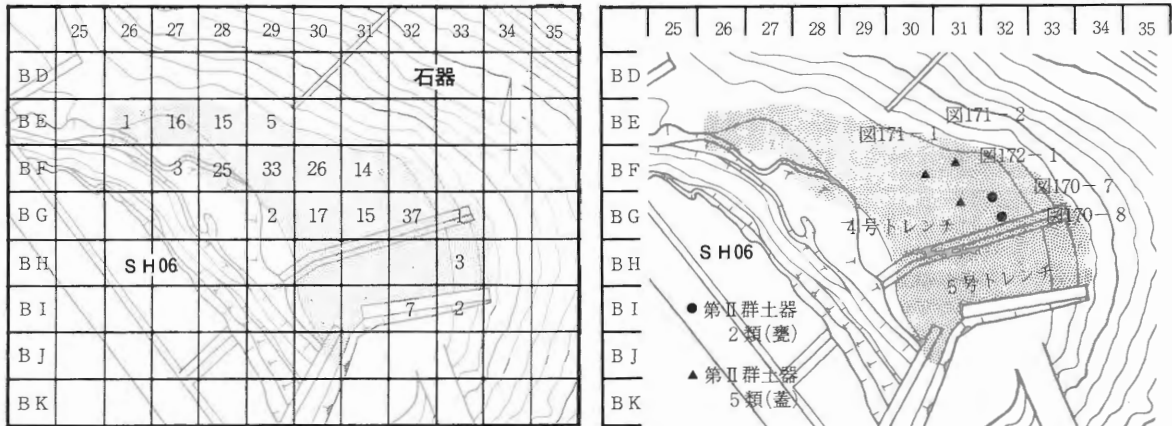 25 26 27 28 29 30 31 32 33 34 35
BD 石器
BE 1 16 15 5
BF 3 25 33 26 14
BG 2 17 15 37 1
BH SH06 3
BI 7 2
BJ
BK
25 26 27 28 29 30 31 32 33 34 35
BD
BE 図171-2
図171-1
BF 図172-1
図170-7
BG 図170-8
4号トレンチ
BH SH06
5号トレンチ
BI ●第Ⅱ群土器
2類(甕)
BJ
▲第Ⅱ群土器
BK 5類(蓋)